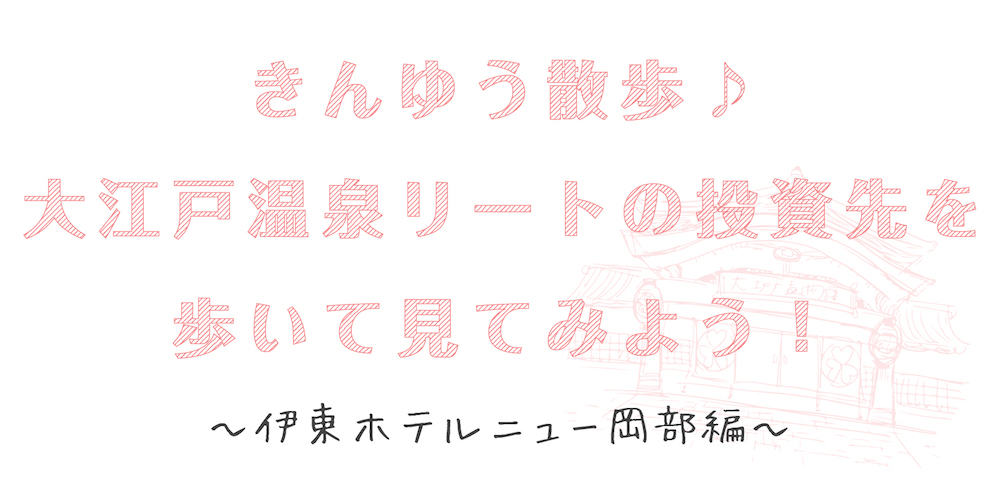 きんゆう散歩♪
大江戸温泉リートの投資先を
歩いて見てみよう！
～伊東ホテルニュー岡部編～